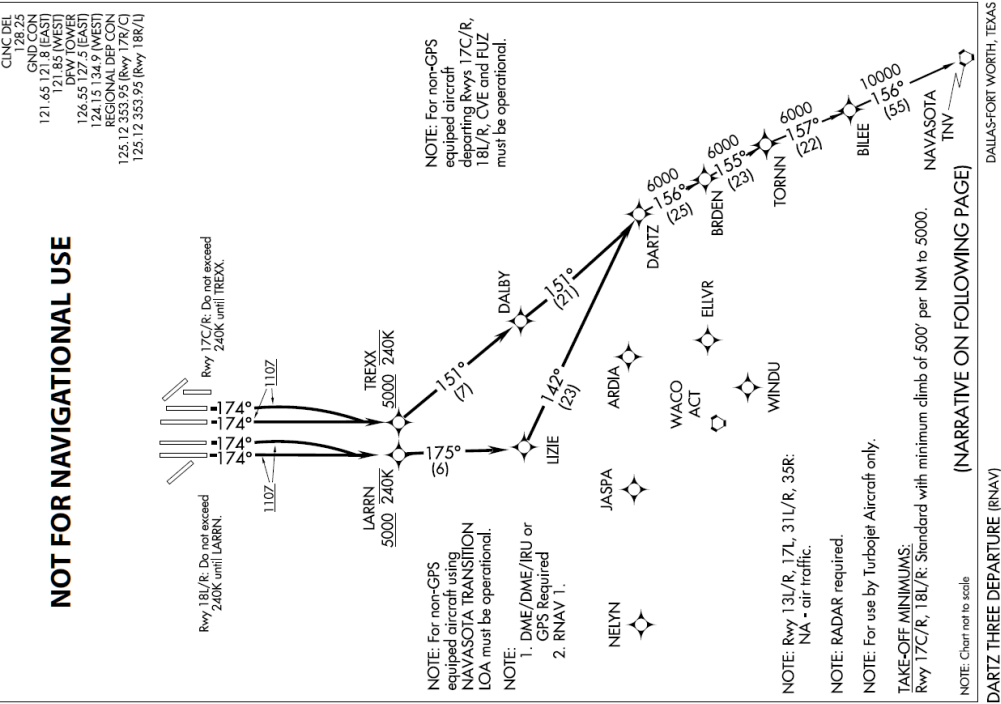 CLNC DEL
128.25
GND CON
121.65 121.8 (EAST)
121.85 (WEST)
DFW TOWER
126.55 127.5 (EAST)
124.15 134.9 (WEST)
REGIONAL DEP CON
125.12 353.95 (Rwy 17R/C)
125.12 353.95 (Rwy 18R/L)
NOT FOR NAVIGATIONAL USE
Rwy 17C/R: Do not exceed
240K until TREXX.
Rwy 18L/R: Do not exceed
240K until LARRN.
174°
174°
174°
174°
1107
1107
TREXX
5000 240K
LARRN
5000 240K
NOTE: For non-GPS
equiped aircraft
departing Rwys 17C/R,
18L/R, CVE and FUZ
must be operational.
151°
(7)
DALBY
151°
(21)
175°
(6)
LIZIE
142°
(23)
DARTZ
6000
156°
(25)
BRDEN
6000
155°
(23)
TORNN
6000
157°
(22)
BILEE
10000
156°
(55)
NAVASOTA
TNV
NOTE: For non-GPS
equiped aircraft using
NAVASOTA TRANSITION
LOA must be operational.
NOTE:
1. DME/DME/IRU or
GPS Required
2. RNAV 1.
NELYN
JASPA
ARDIA
WACO
ACT
ELLVR
WINDU
NOTE: Rwy 13L/R, 17L, 31L/R, 35R:
NA - air traffic.
NOTE: RADAR required.
NOTE: For use by Turbojet Aircraft only.
TAKE-OFF MINIMUMS:
Rwy 17C/R, 18L/R: Standard with minimum climb of 500' per NM to 5000.
(NARRATIVE ON FOLLOWING PAGE)
NOTE: Chart not to scale
DARTZ THREE DEPARTURE (RNAV)
DALLAS-FORT WORTH, TEXAS